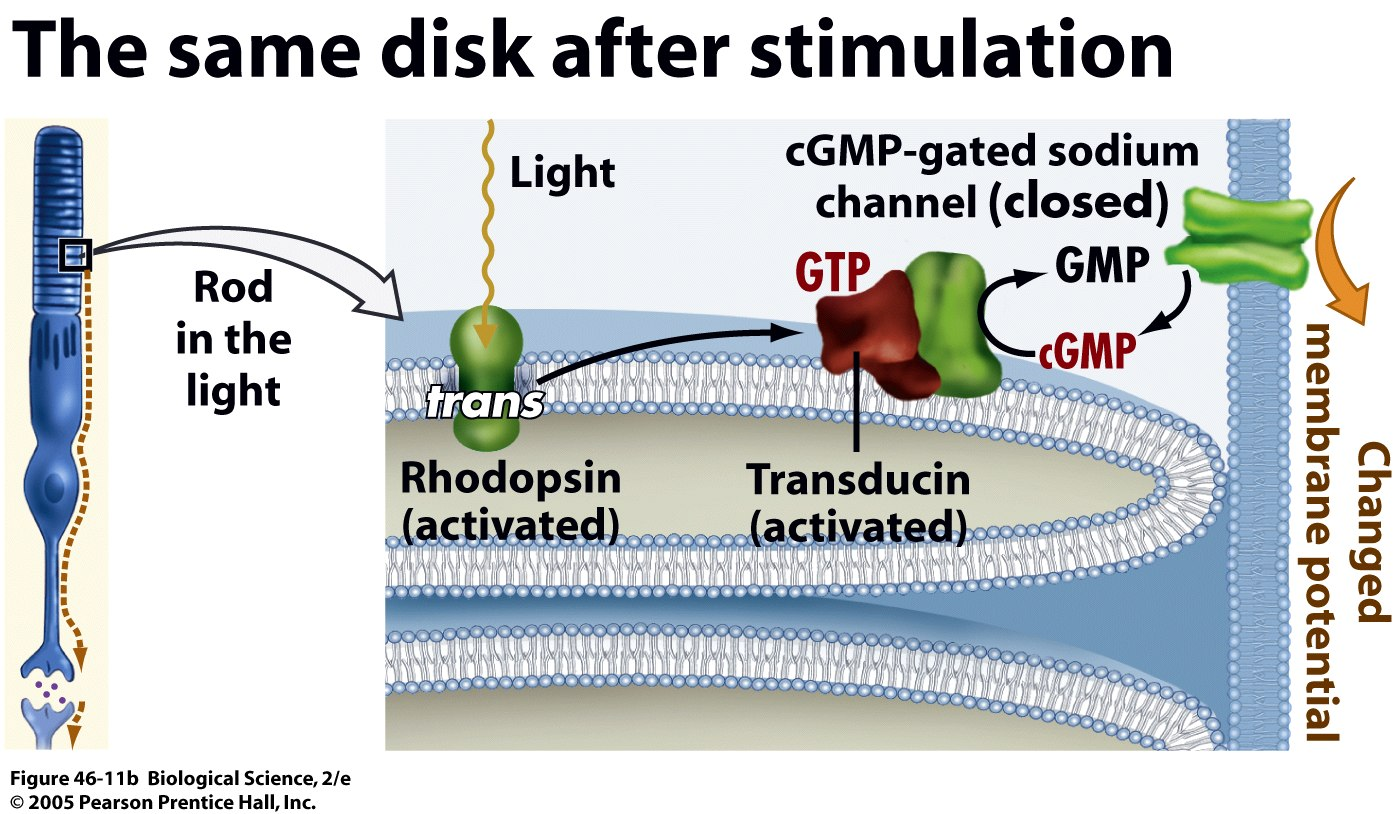 The same disk after stimulation
Light
cGMP-gated sodium
channel (closed)
GTP
GMP
cGMP
Rod
in the
light
trans
Rhodopsin
(activated)
Transducin
(activated)
Changed
membrane potential
Figure 46-11b Biological Science, 2/e
© 2005 Pearson Prentice Hall, Inc.